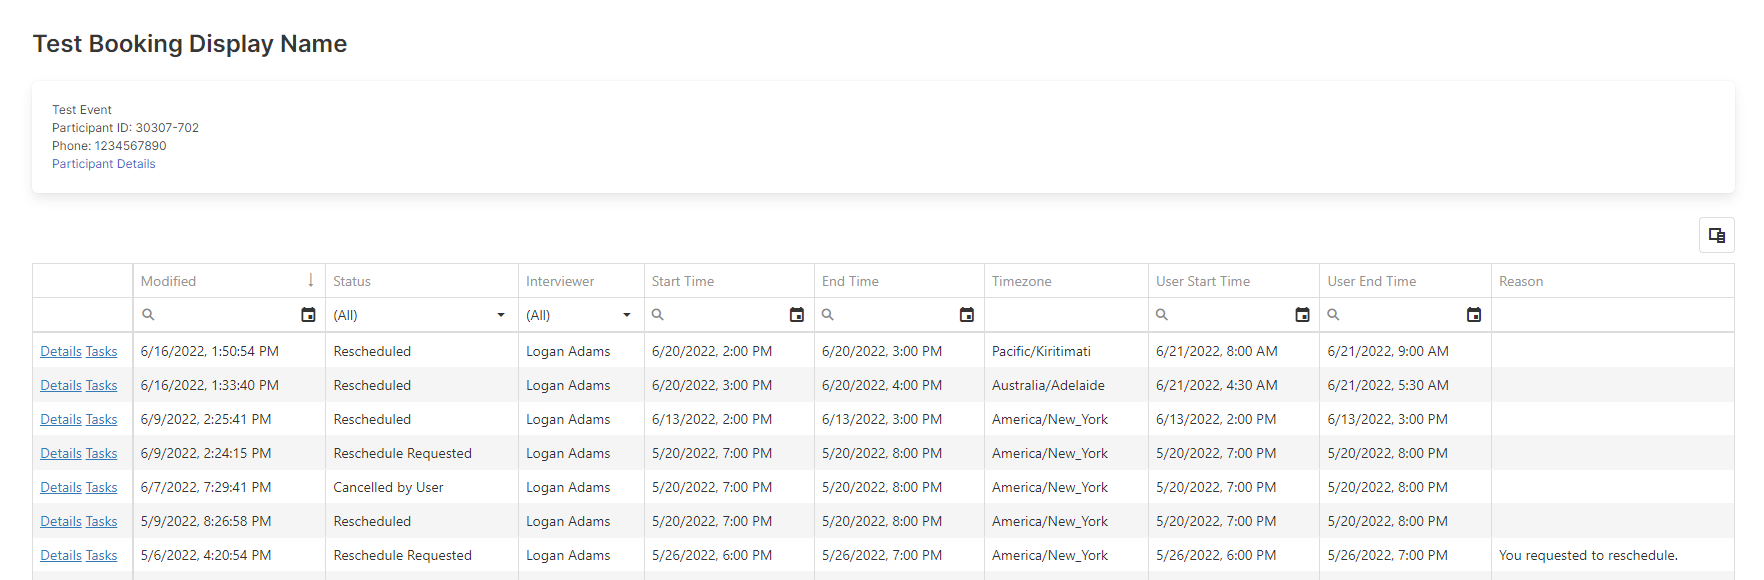 Test Booking Display Name
Test Event
Participant ID: 30307-702
Phone: 1234567890
Participant Details
Modified Status Interviewer Start Time End Time Timezone User Start Time User End Time Reason
(All) (All)
Details Tasks 6/16/2022, 1:50:54 PM Rescheduled Logan Adams 6/20/2022, 2:00 PM 6/20/2022, 3:00 PM Pacific/Kiritimati 6/21/2022, 8:00 AM 6/21/2022, 9:00 AM
Details Tasks 6/16/2022, 1:33:40 PM Rescheduled Logan Adams 6/20/2022, 3:00 PM 6/20/2022, 4:00 PM Australia/Adelaide 6/21/2022, 4:30 AM 6/21/2022, 5:30 AM
Details Tasks 6/9/2022, 2:25:41 PM Rescheduled Logan Adams 6/13/2022, 2:00 PM 6/13/2022, 3:00 PM America/New_York 6/13/2022, 2:00 PM 6/13/2022, 3:00 PM
Details Tasks 6/9/2022, 2:24:15 PM Reschedule Requested Logan Adams 5/20/2022, 7:00 PM 5/20/2022, 8:00 PM America/New_York 5/20/2022, 7:00 PM 5/20/2022, 8:00 PM
Details Tasks 6/7/2022, 7:29:41 PM Cancelled by User Logan Adams 5/20/2022, 7:00 PM 5/20/2022, 8:00 PM America/New_York 5/20/2022, 7:00 PM 5/20/2022, 8:00 PM
Details Tasks 5/9/2022, 8:26:58 PM Rescheduled Logan Adams 5/20/2022, 7:00 PM 5/20/2022, 8:00 PM America/New_York 5/20/2022, 7:00 PM 5/20/2022, 8:00 PM
Details Tasks 5/6/2022, 4:20:54 PM Reschedule Requested Logan Adams 5/26/2022, 6:00 PM 5/26/2022, 7:00 PM America/New_York 5/26/2022, 6:00 PM 5/26/2022, 7:00 PM You requested to reschedule.